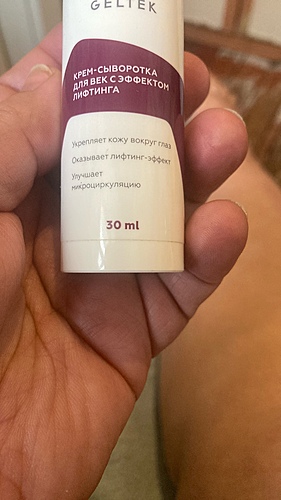 GELTEK
КРЕМ-СЫВОРОТКА
ДЛЯ ВЕК С ЭФФЕКТОМ
ЛИФТИНГА
Укрепляет кожу вокруг глаз
Оказывает лифтинг-эффект
Улучшает
микроциркуляцию
30 ml